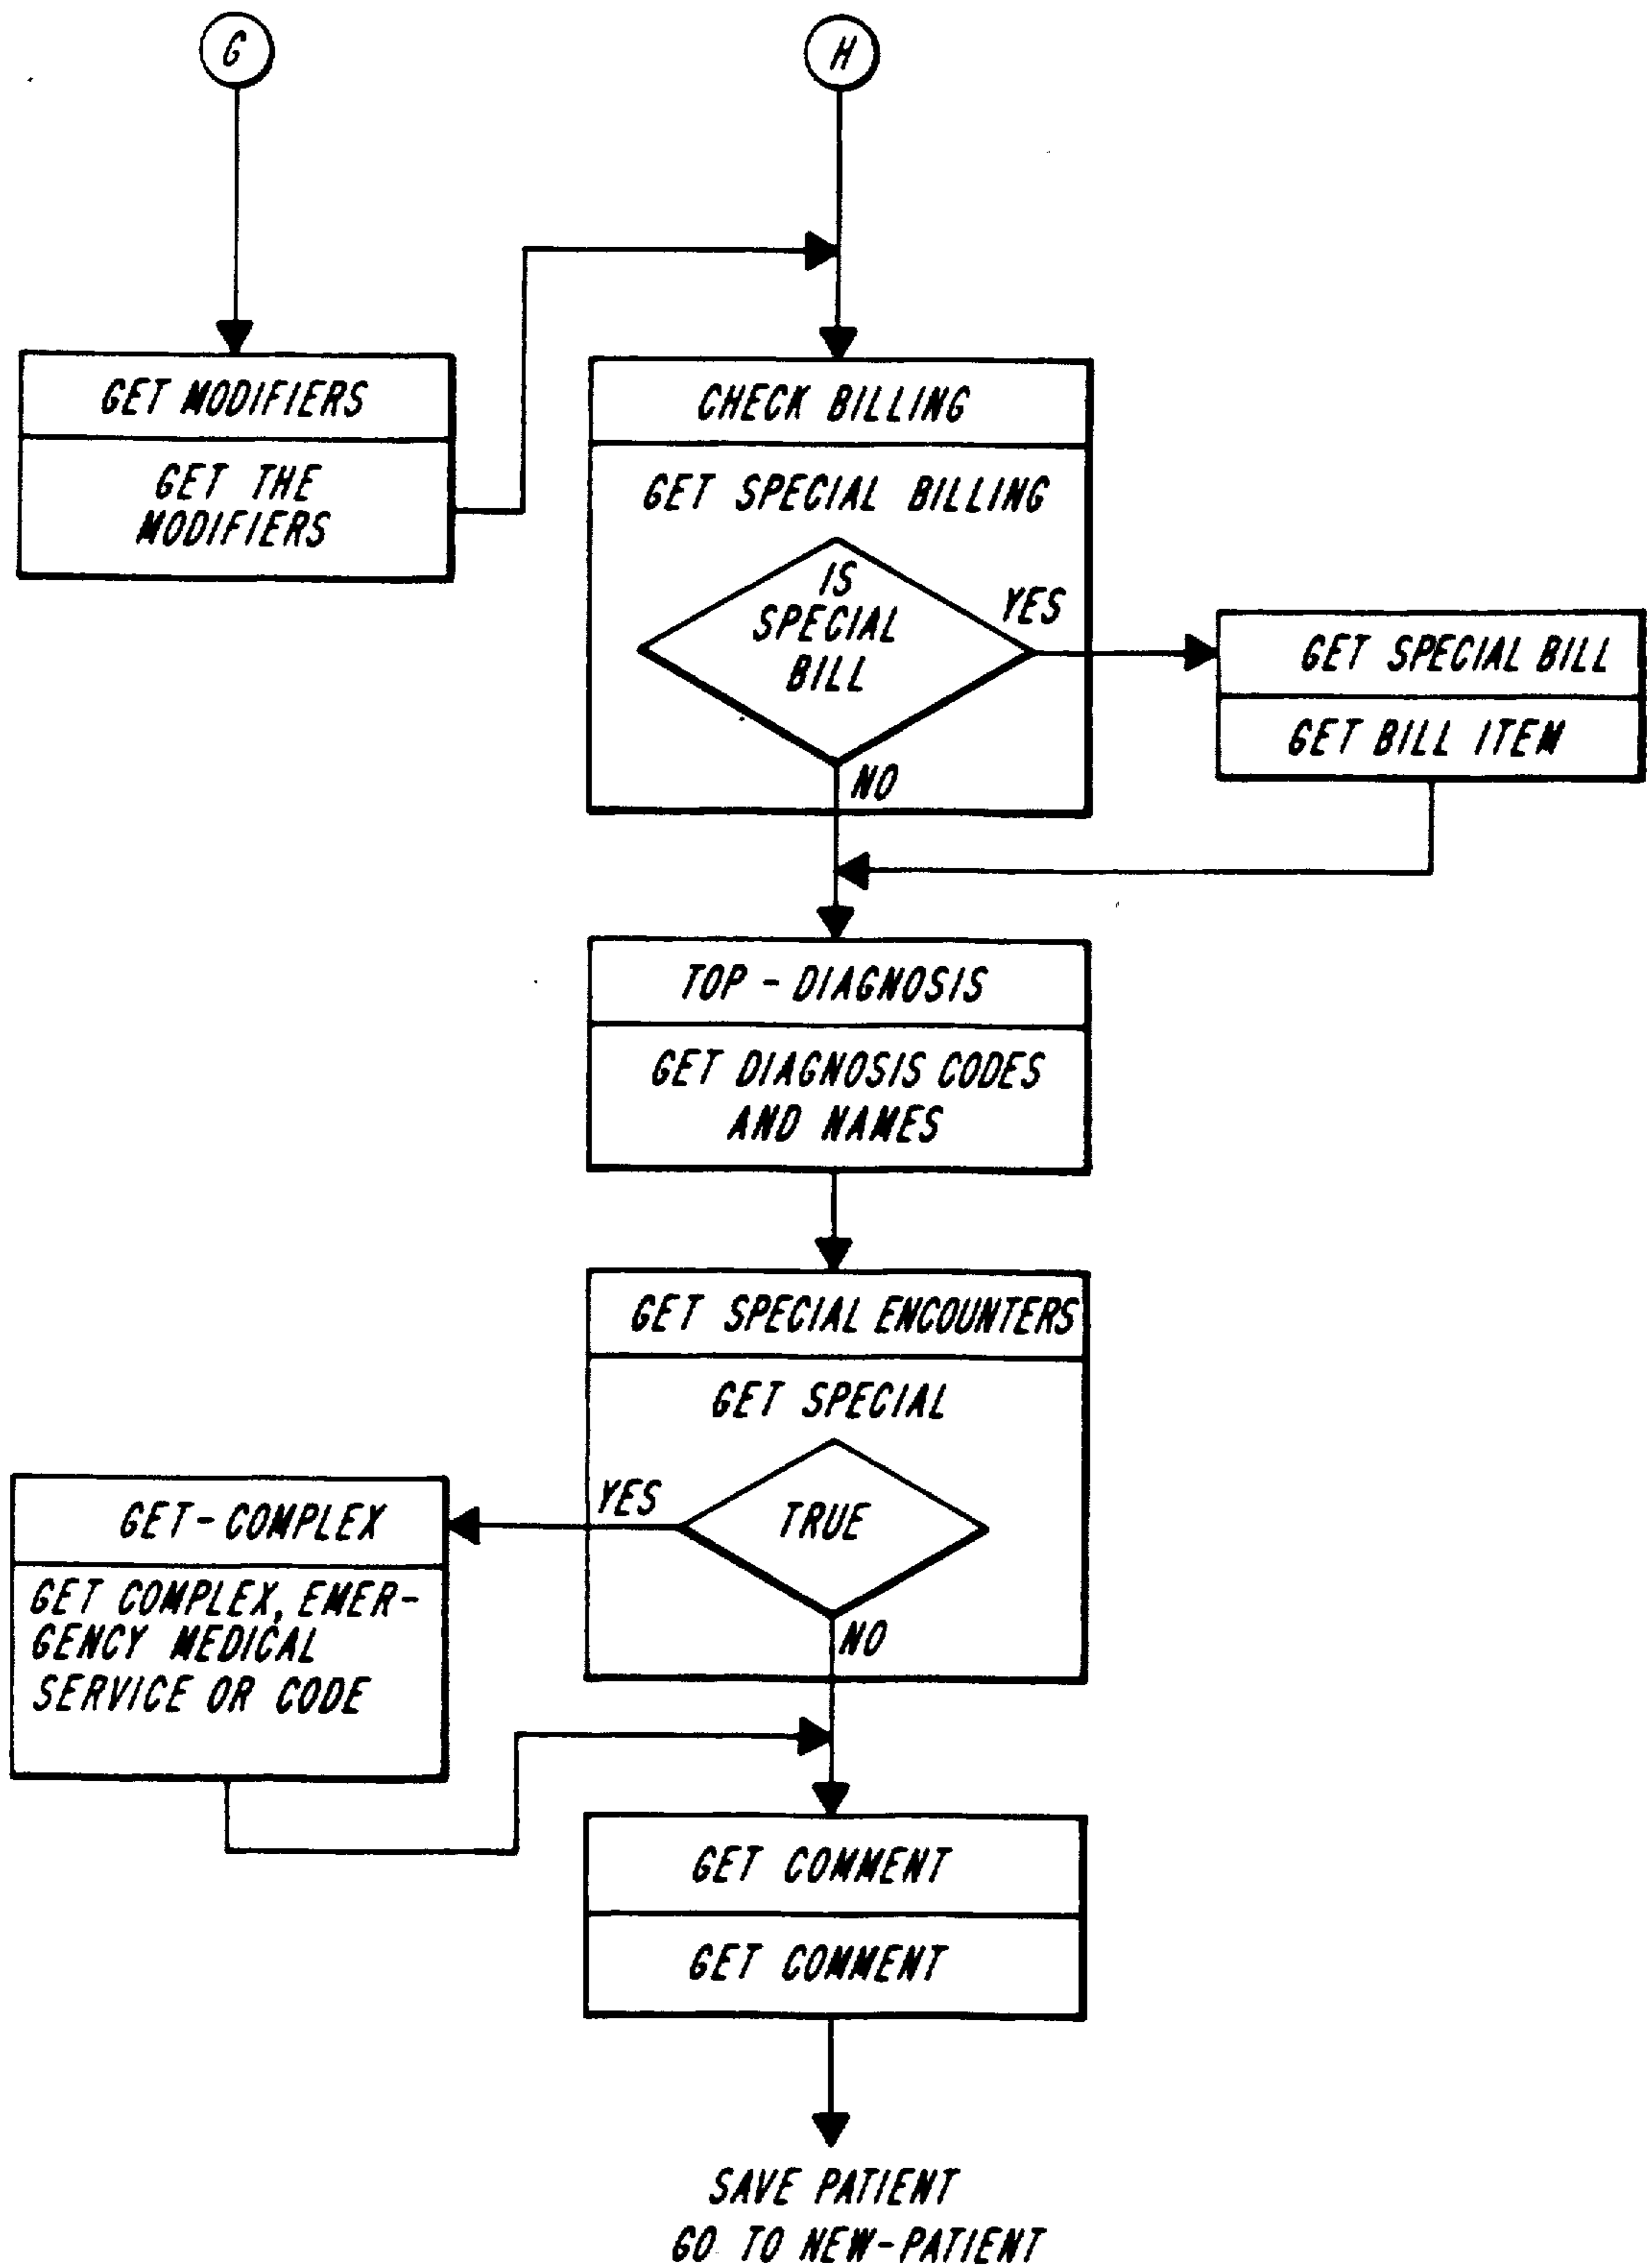 G
H
GET MODIFIERS
GET THE
MODIFIERS
CHECK BILLING
GET SPECIAL BILLING
IS
SPECIAL
BILL
YES
NO
GET SPECIAL BILL
GET BILL ITEM
TOP - DIAGNOSIS
GET DIAGNOSIS CODES
AND NAMES
GET SPECIAL ENCOUNTERS
GET SPECIAL
TRUE
YES
NO
GET-COMPLEX
GET COMPLEX, EMER-
GENCY MEDICAL
SERVICE OR CODE
GET COMMENT
GET COMMENT
SAVE PATIENT
GO TO NEW-PATIENT